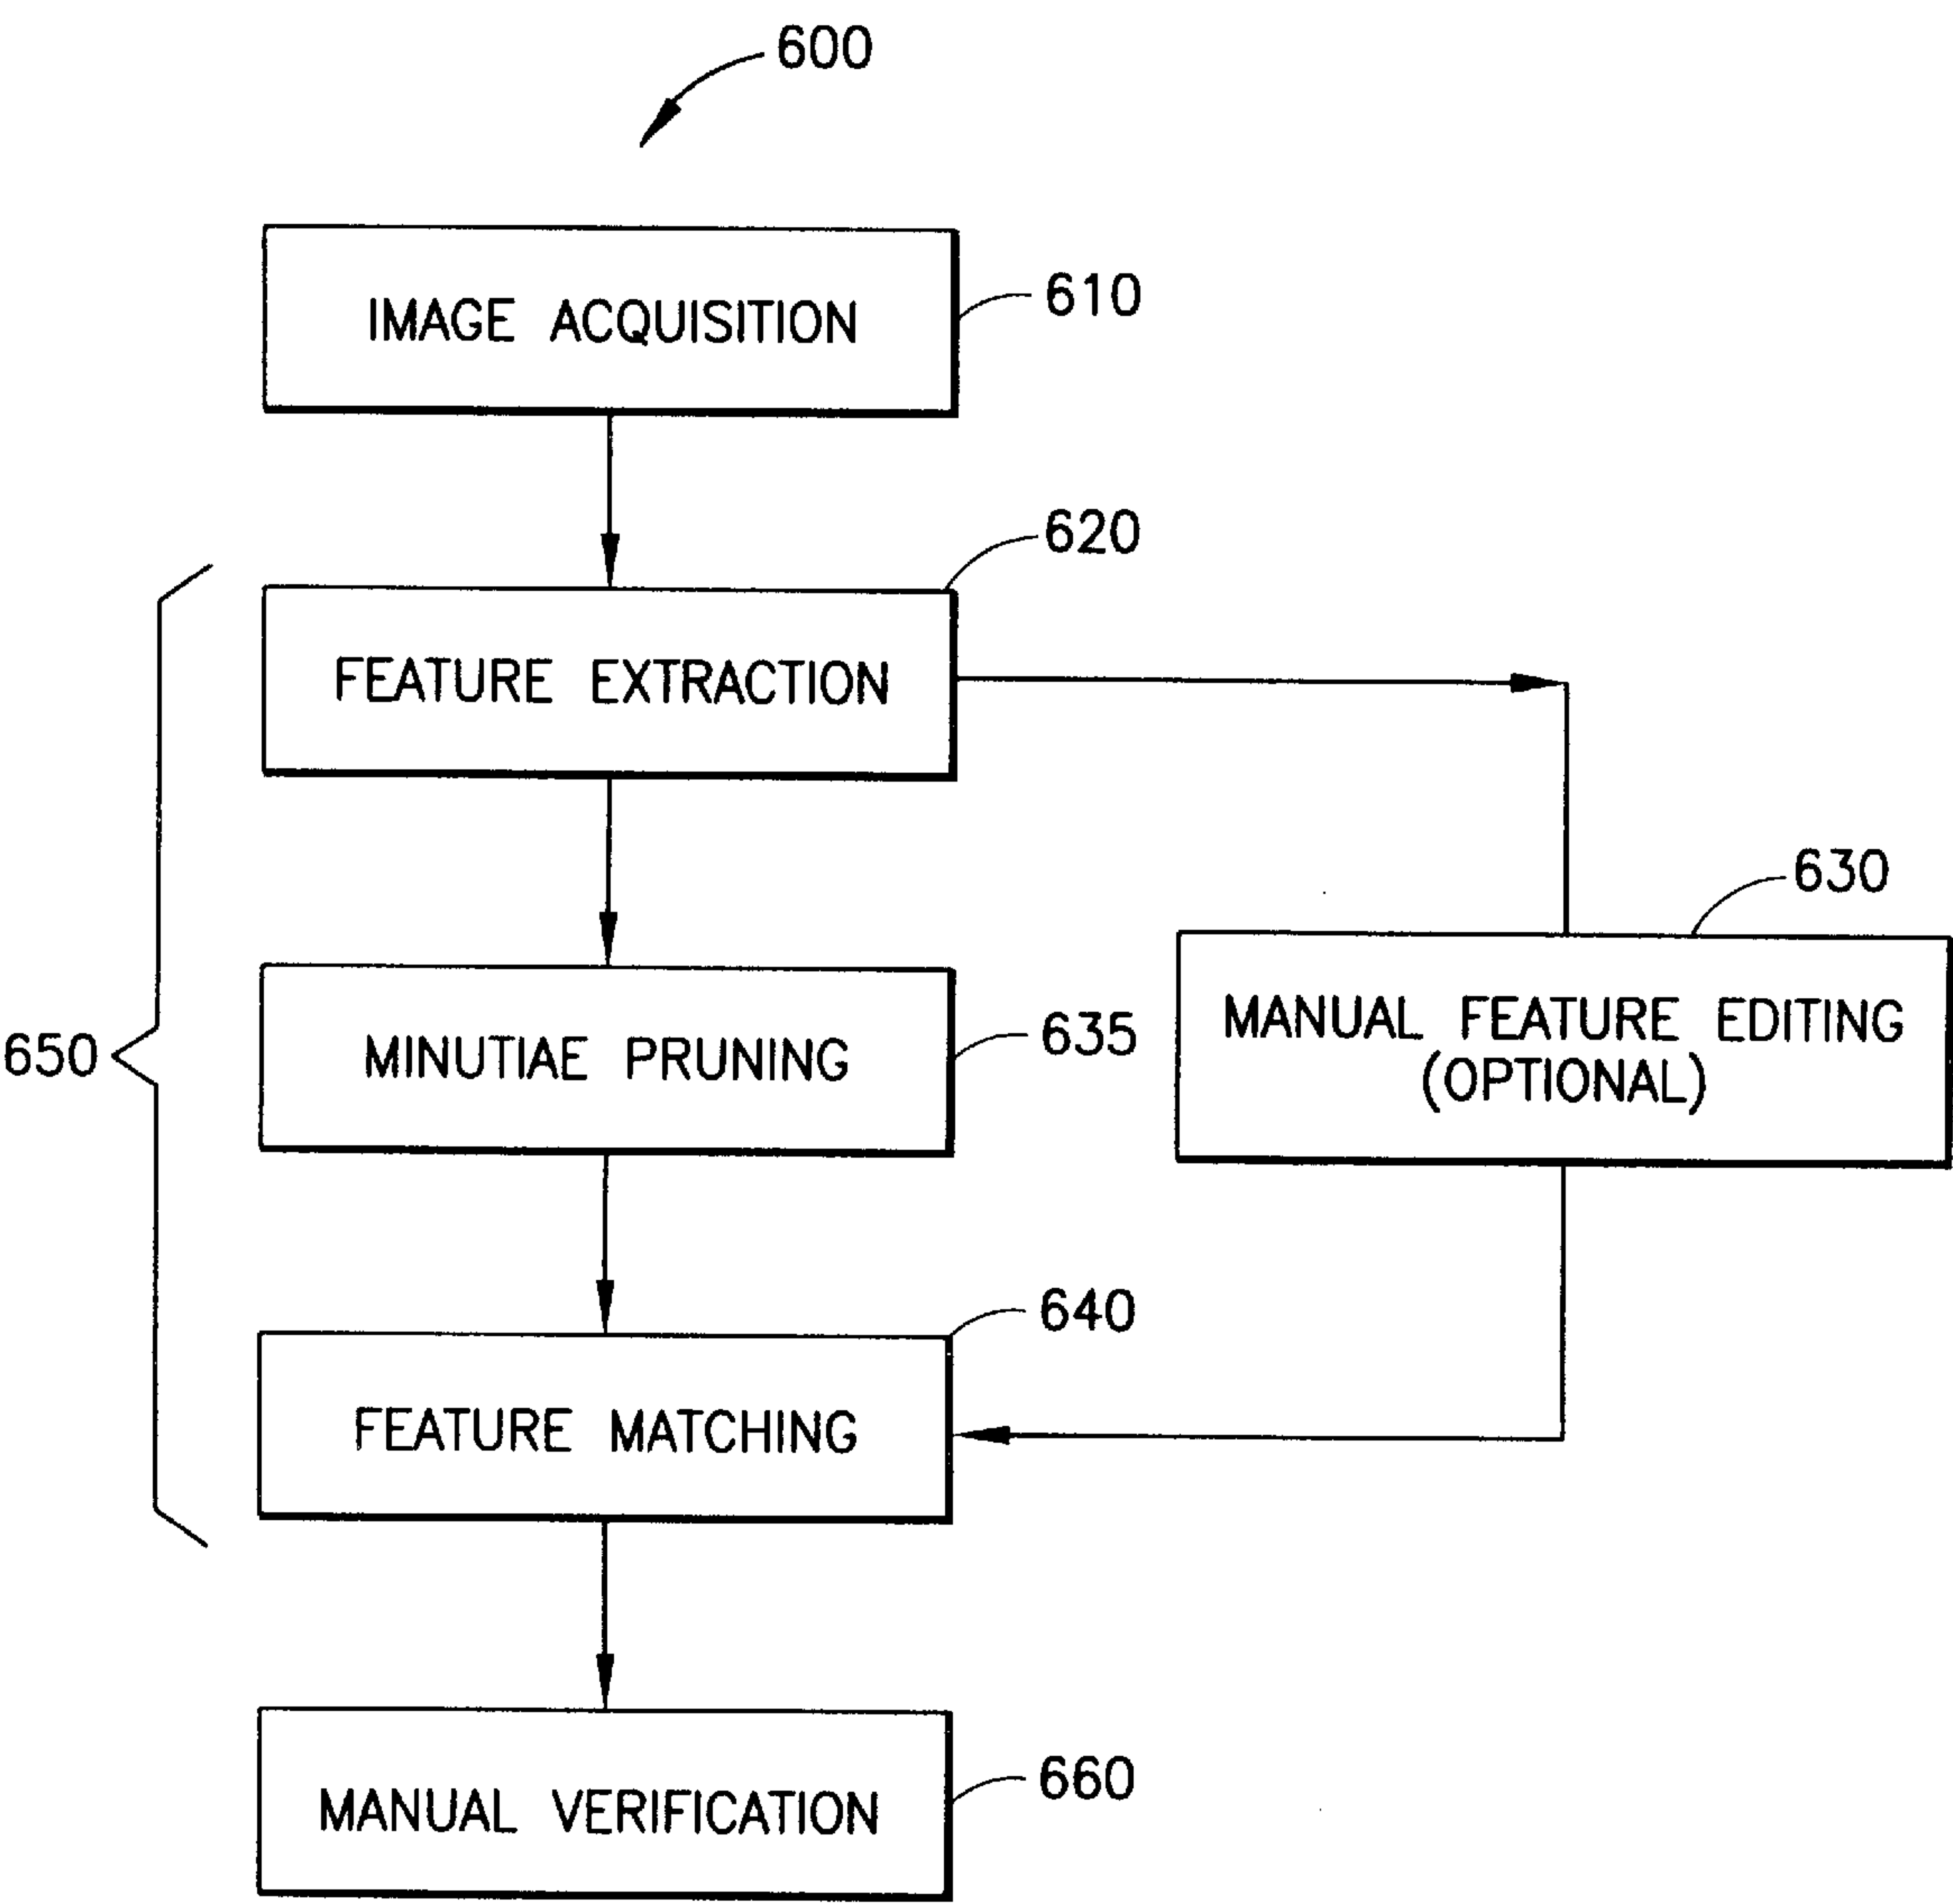 600
IMAGE ACQUISITION
610
620
FEATURE EXTRACTION
630
MANUAL FEATURE EDITING
(OPTIONAL)
650
MINUTIAE PRUNING
635
640
FEATURE MATCHING
MANUAL VERIFICATION
660